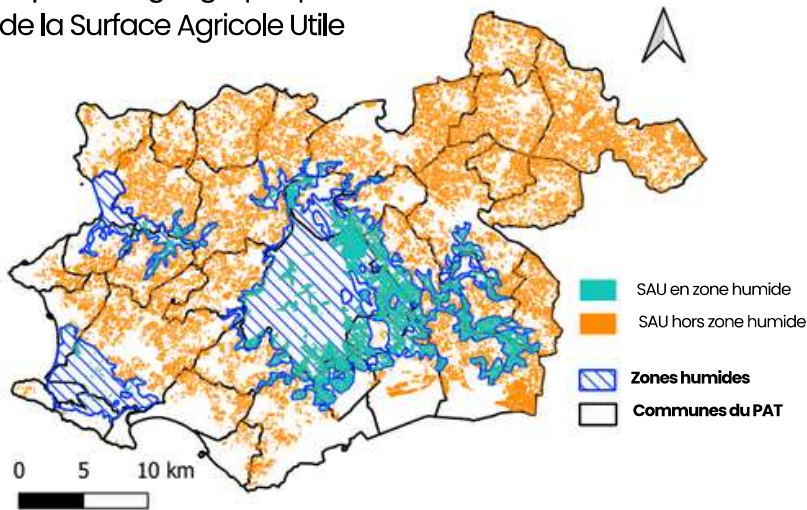 de la Surface Agricole Utile
SAU en zone humide
SAU hors zone humide
Zones humides
Communes du PAT
0 5 10 km